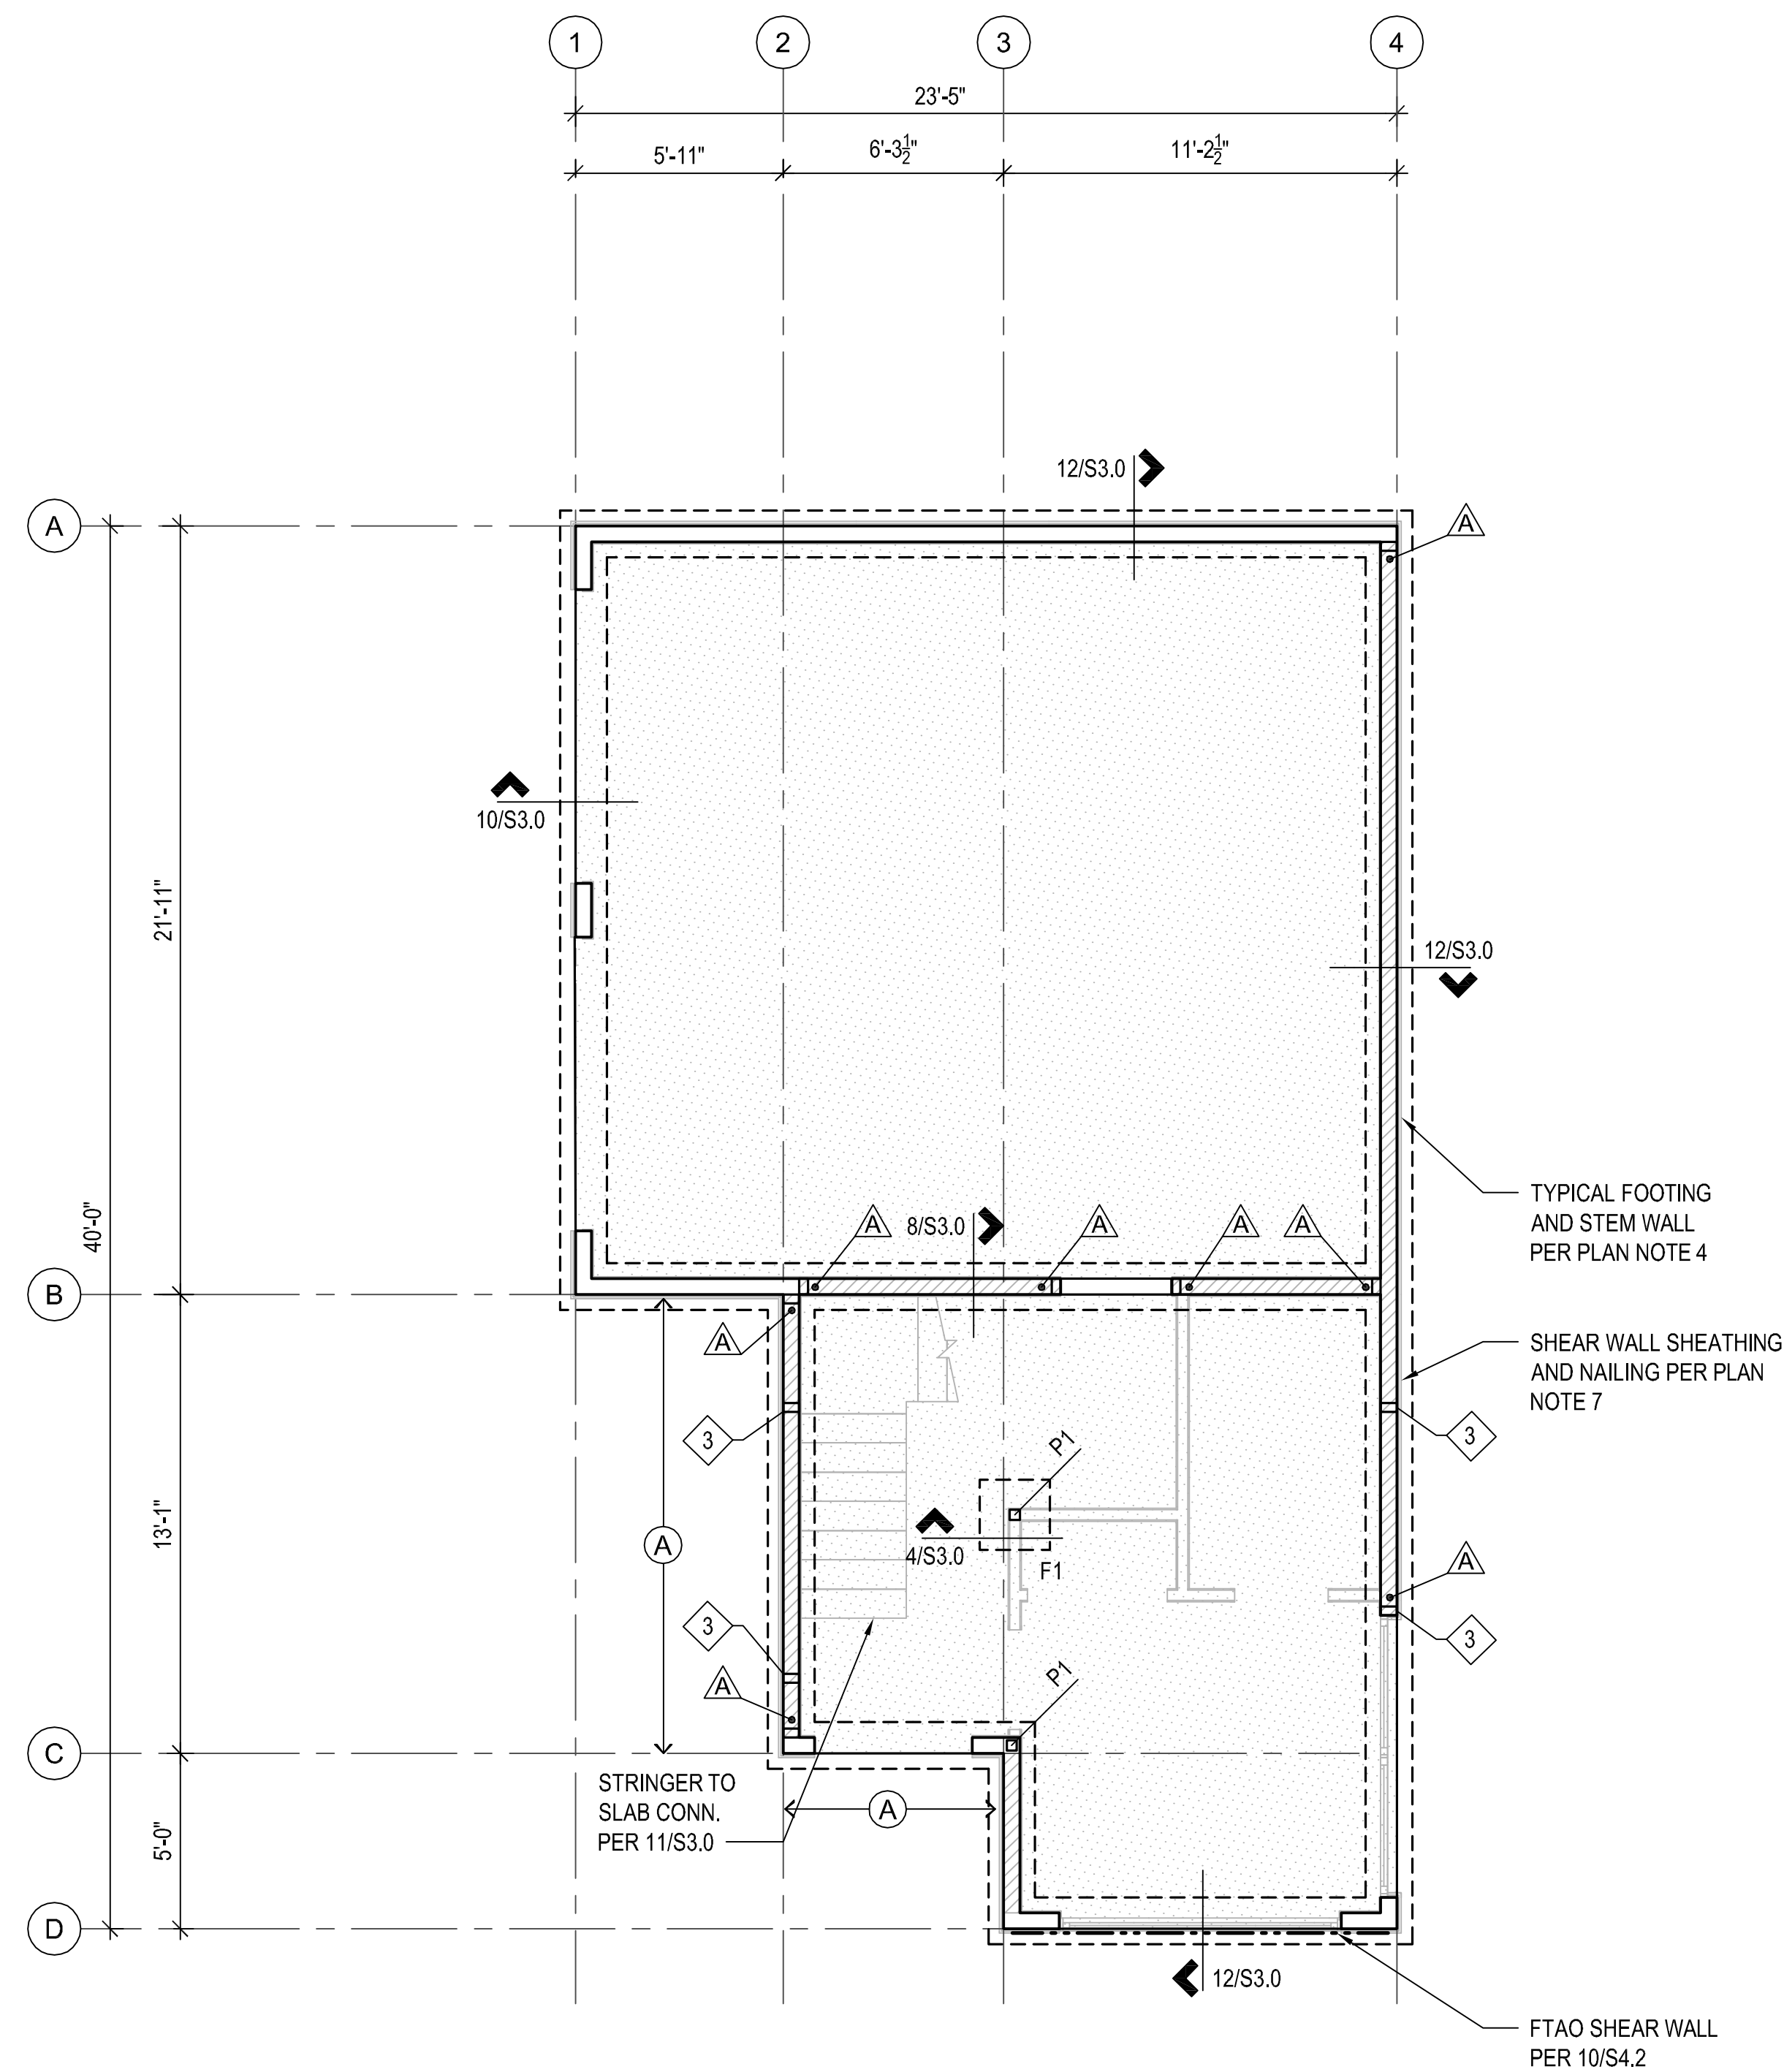 1
2
3
4
23'-5"
5'-11"
6'-3½"
11'-2½"
12/S3.0
A
A
10/S3.0
21'-11"
12/S3.0
TYPICAL FOOTING
AND STEM WALL
PER PLAN NOTE 4
40'-0"
A
8/S3.0
A
A
A
B
A
SHEAR WALL SHEATHING
AND NAILING PER PLAN
NOTE 7
3
3
P1
13'-1"
A
4/S3.0
F1
A
3
3
P1
A
C
STRINGER TO
SLAB CONN.
PER 11/S3.0
A
5'-0"
D
12/S3.0
FTAO SHEAR WALL
PER 10/S4.2